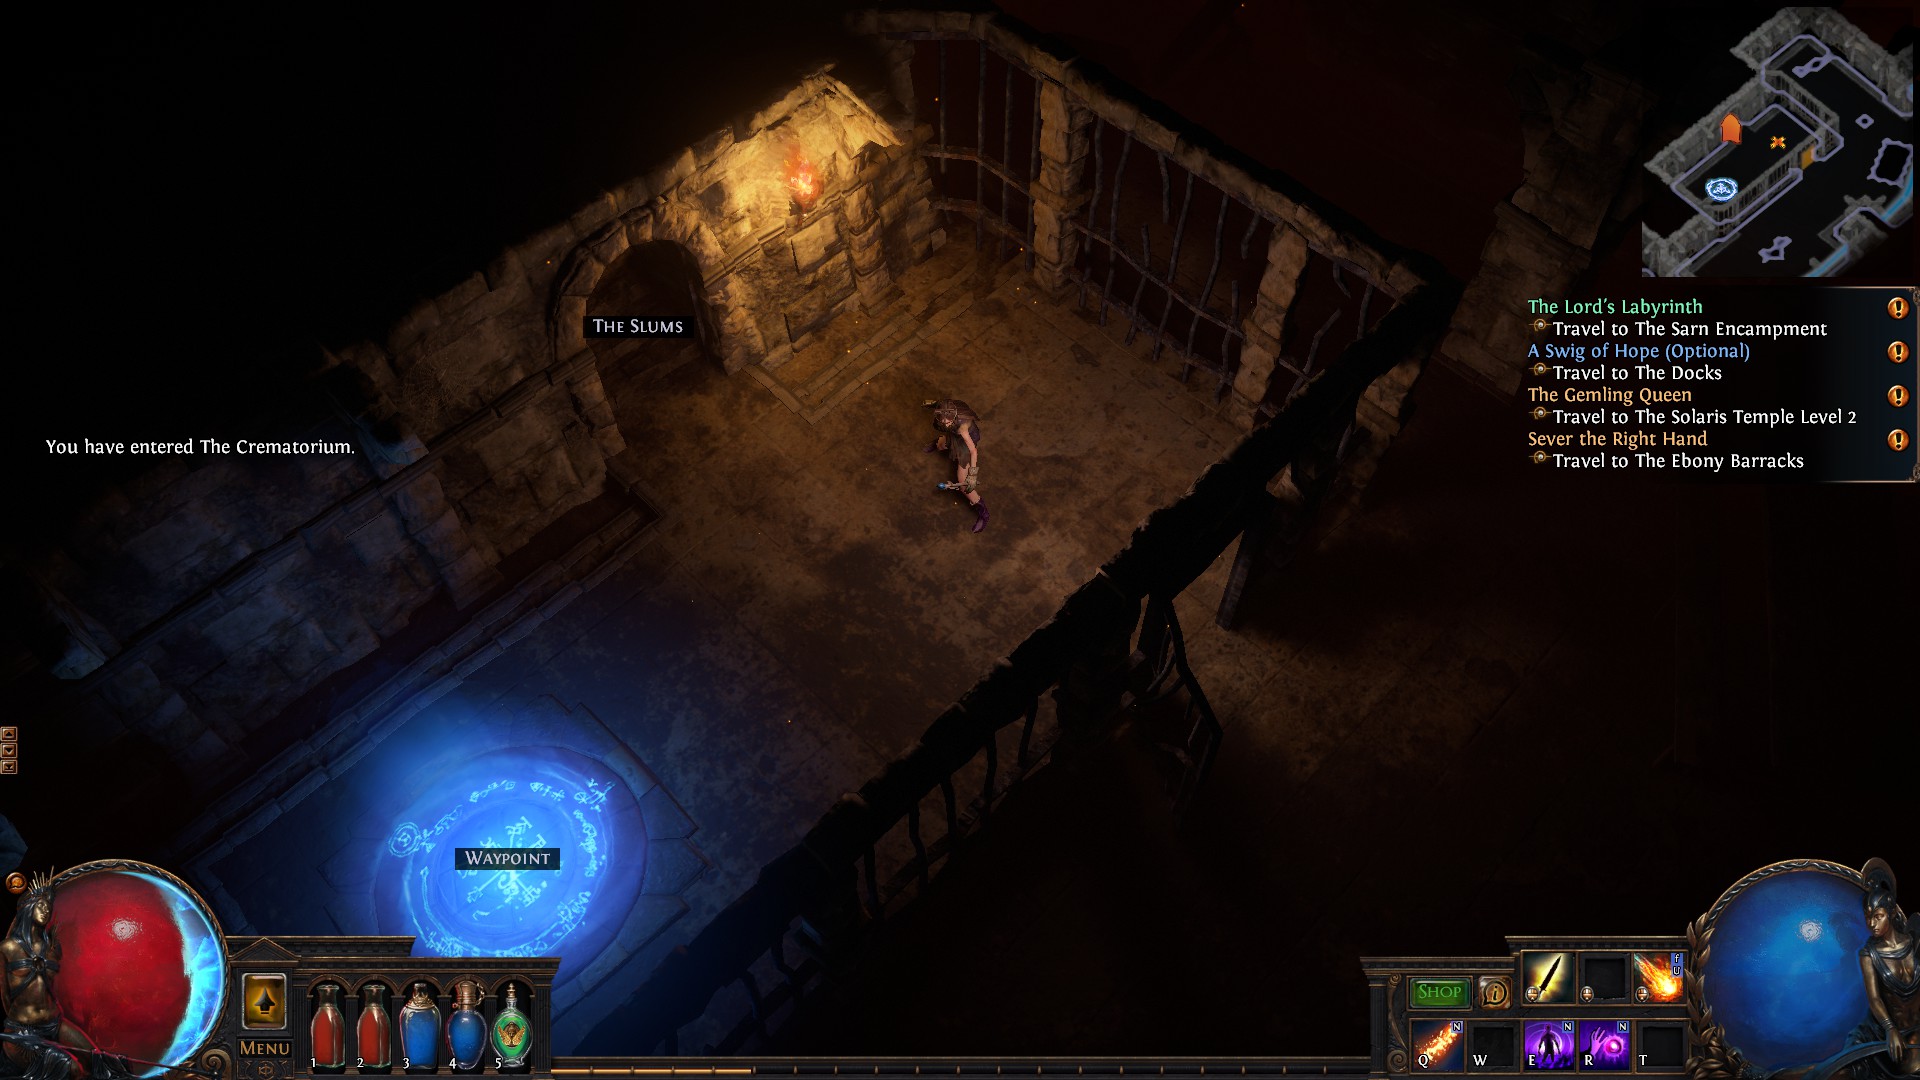 The Slums
You have entered The Crematorium.
Waypoint
The Lord's Labyrinth
Travel to The Sarn Encampment
A Swig of Hope (Optional)
Travel to The Docks
The Gemling Queen
Travel to The Solaris Temple Level 2
Sever the Right Hand
Travel to The Ebony Barracks
Menu
1 2 3 4 5
Shop
f
U
N N N
Q W E R T